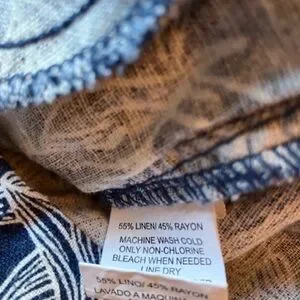 55% LINEN/ 45% RAYON
MACHINE WASH COLD
ONLY NON-CHLORINE
BLEACH WHEN NEEDED
LINE DRY
55% LINO/ 45% RAYON
LAVADO A MAQUINA